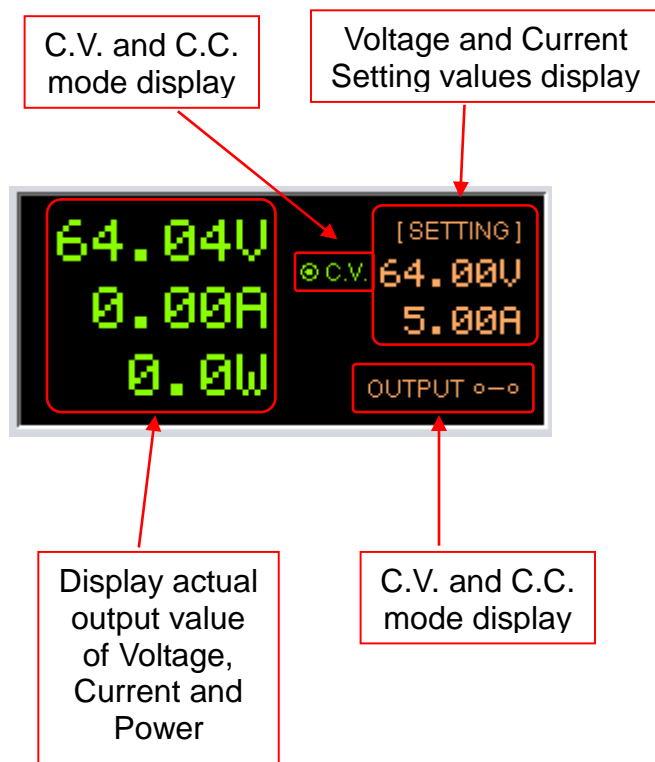 C.V. and C.C.
mode display
Voltage and Current
Setting values display
64.04V
0.00A
0.0W
C.V.
[SETTING]
64.00V
5.00A
OUTPUT
Display actual
output value
of Voltage,
Current and
Power
C.V. and C.C.
mode display